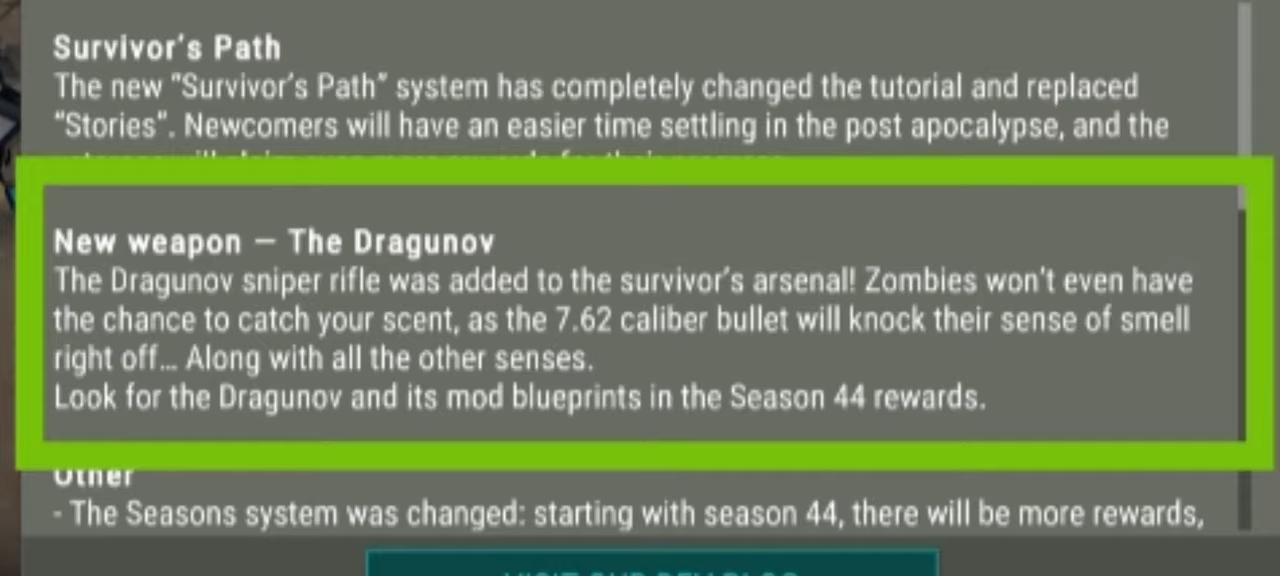 Survivor's Path
The new "Survivor's Path" system has completely changed the tutorial and replaced
"Stories". Newcomers will have an easier time settling in the post apocalypse, and the
New weapon — The Dragunov
The Dragunov sniper rifle was added to the survivor's arsenal! Zombies won't even have
the chance to catch your scent, as the 7.62 caliber bullet will knock their sense of smell
right off... Along with all the other senses.
Look for the Dragunov and its mod blueprints in the Season 44 rewards.
Other
- The Seasons system was changed: starting with season 44, there will be more rewards,